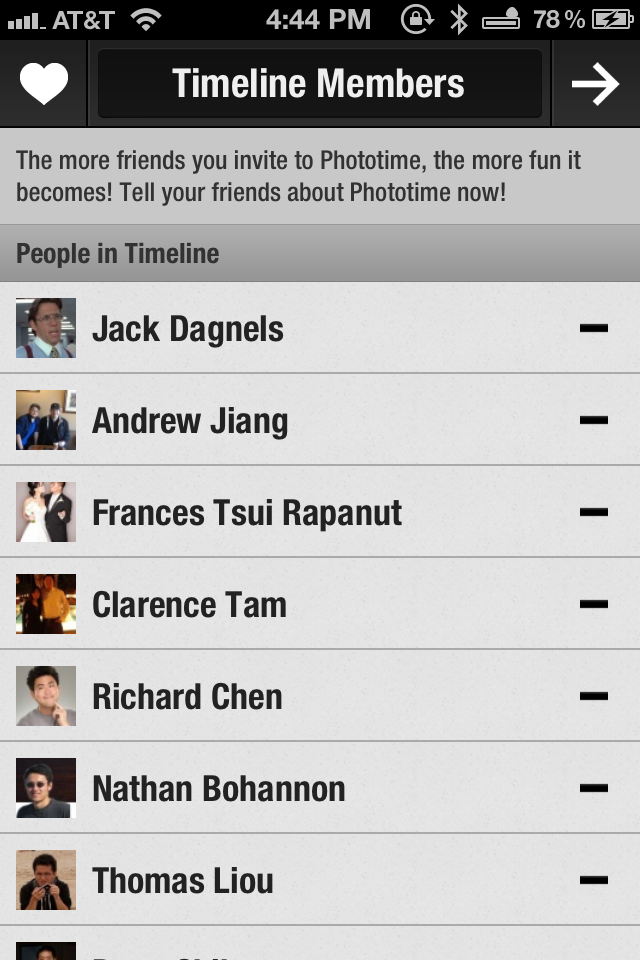 AT&T 4:44 PM 78%
Timeline Members
The more friends you invite to Phototime, the more fun it
becomes! Tell your friends about Phototime now!
People in Timeline
Jack Dagnels
Andrew Jiang
Frances Tsui Rapanut
Clarence Tam
Richard Chen
Nathan Bohannon
Thomas Liou